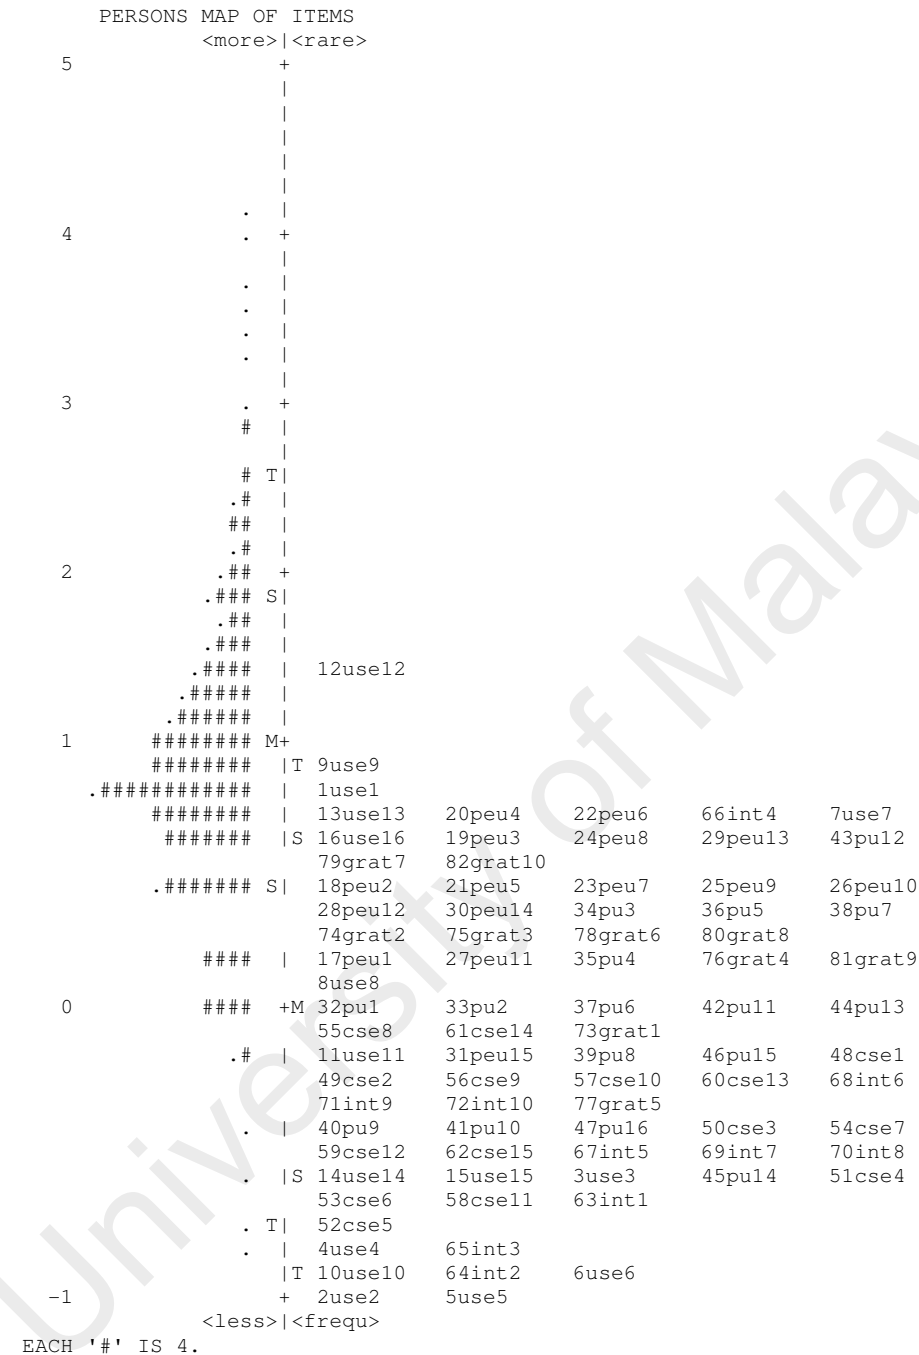 PERSONS MAP OF ITEMS
<more>|<rare>
5 +
|
|
|
|
|
. |
4 . +
|
. |
. |
. |
. |
|
3 . +
# |
|
# T|
.# |
## |
.# |
2 .## +
.### S|
.## |
.### |
.#### | 12use12
.##### |
.###### |
1 ######## M+
######## |T 9use9
.############ | 1use1
######## | 13use13 20peu4 22peu6 66int4 7use7
####### |S 16use16 19peu3 24peu8 29peu13 43pu12
79grat7 82grat10
.####### S| 18peu2 21peu5 23peu7 25peu9 26peu10
28peu12 30peu14 34pu3 36pu5 38pu7
74grat2 75grat3 78grat6 80grat8
#### | 17peu1 27peu11 35pu4 76grat4 81grat9
8use8
0 #### +M 32pu1 33pu2 37pu6 42pu11 44pu13
55cse8 61cse14 73grat1
.# | 11use11 31peu15 39pu8 46pu15 48cse1
49cse2 56cse9 57cse10 60cse13 68int6
71int9 72int10 77grat5
. | 40pu9 41pu10 47pu16 50cse3 54cse7
59cse12 62cse15 67int5 69int7 70int8
. |S 14use14 15use15 3use3 45pu14 51cse4
53cse6 58cse11 63int1
. T| 52cse5
. | 4use4 65int3
|T 10use10 64int2 6use6
-1 + 2use2 5use5
<less>|<frequ>
EACH '#' IS 4.
University of Malay